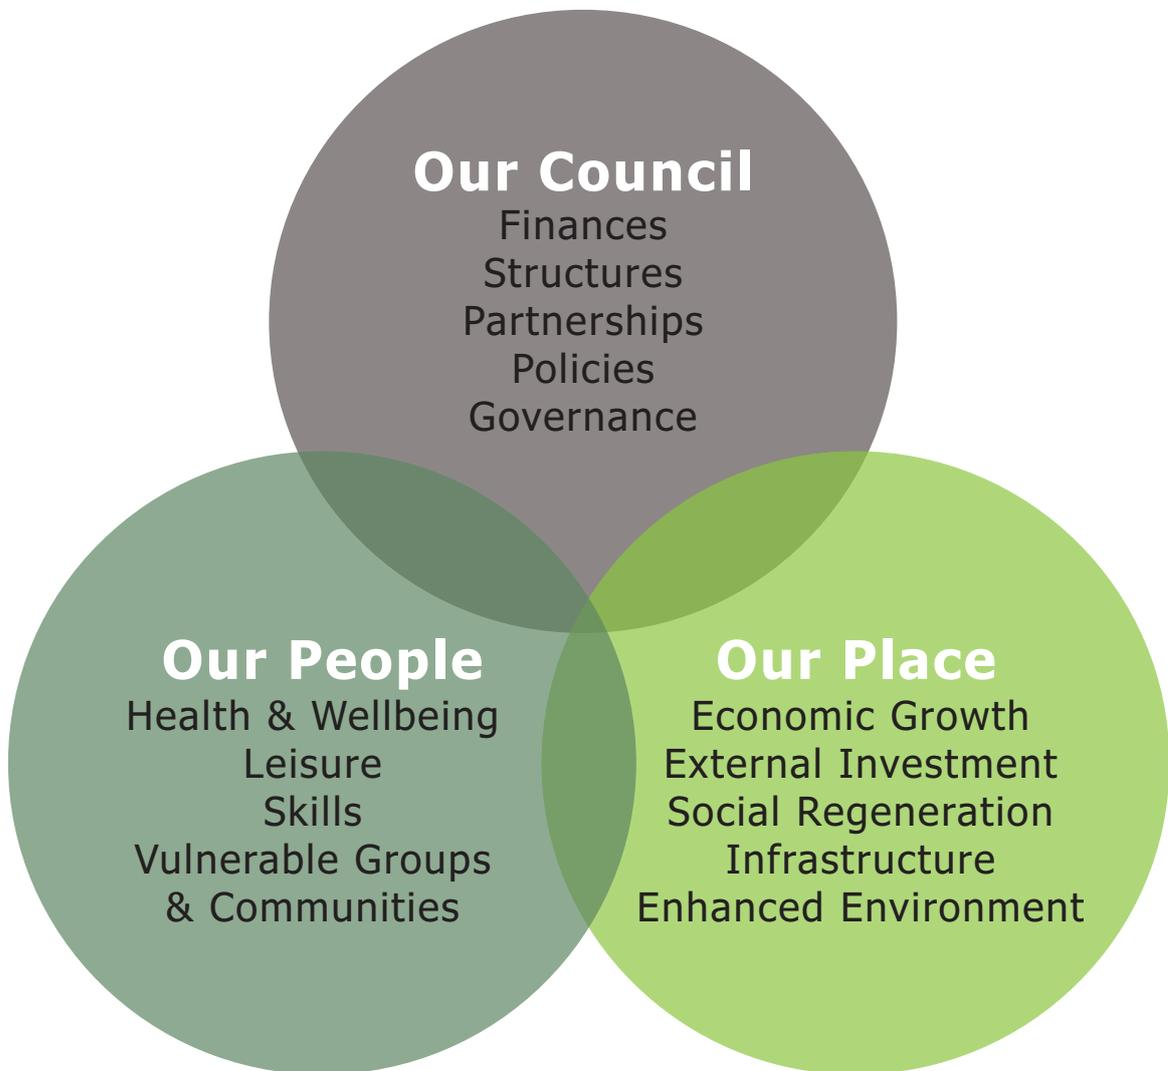 Our Council
Finances
Structures
Partnerships
Policies
Governance
Our People
Health & Wellbeing
Leisure
Skills
Vulnerable Groups
& Communities
Our Place
Economic Growth
External Investment
Social Regeneration
Infrastructure
Enhanced Environment